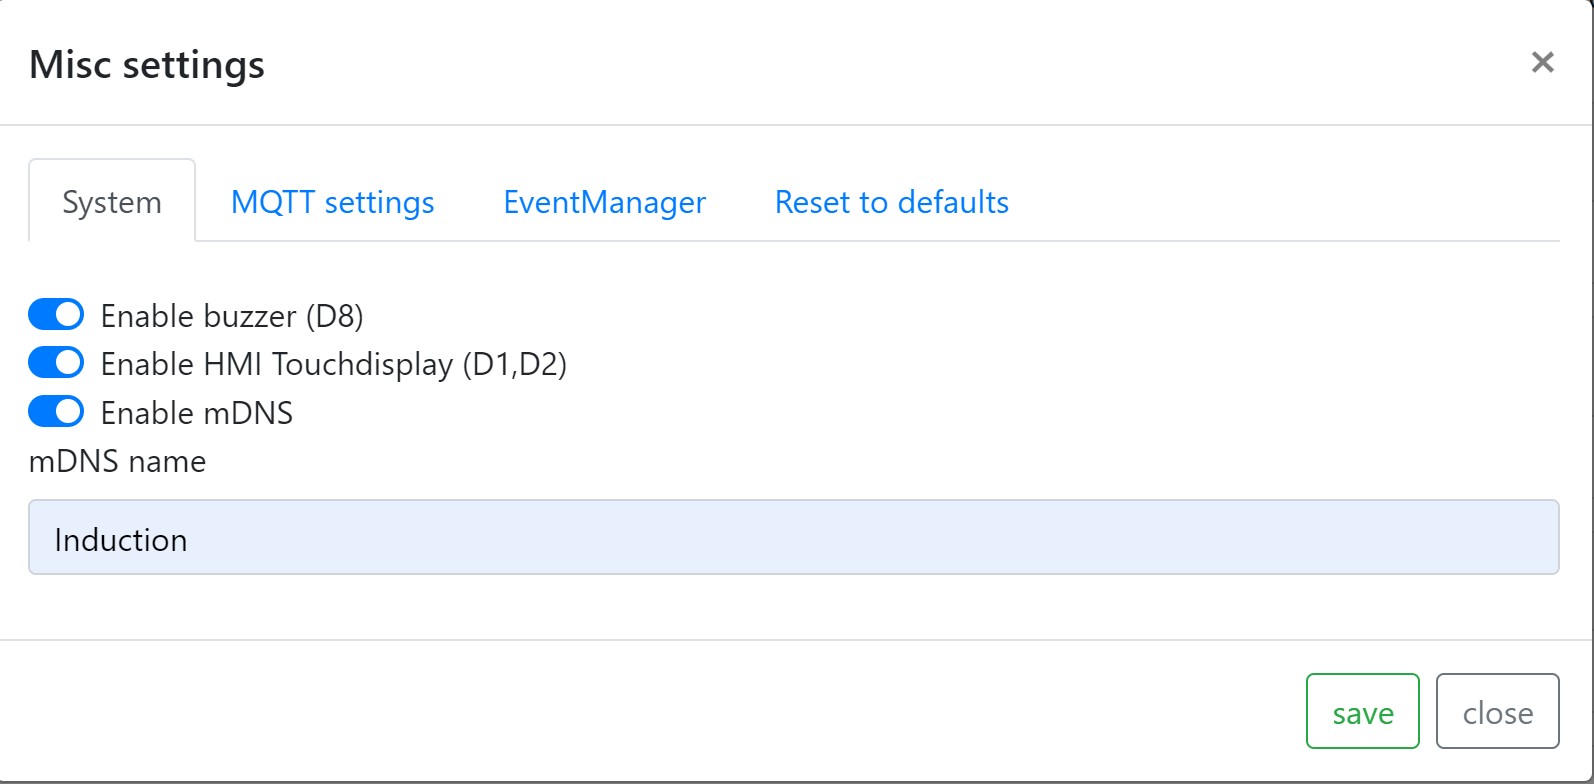 Misc settings
×
System MQTT settings EventManager Reset to defaults
Enable buzzer (D8)
Enable HMI Touchdisplay (D1,D2)
Enable mDNS
mDNS name
Induction
save close